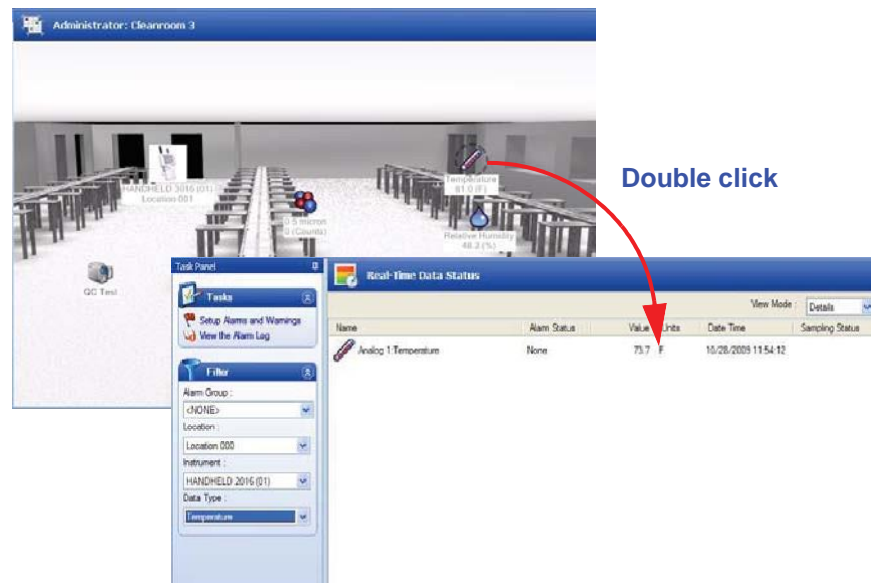 Administrator: Cleanroom 3
Double click
Temperature
81.0 (F)
HANDHELD 3016 (01)
Location 001
0.5 micron
0 (Counts)
Relative Humidity
48.2 (%)
QC Test
Task Panel
Real-Time Data Status
Tasks
View Mode : Details
Setup Alarms and Warnings
View the Alarm Log
Name Alarm Status Value Units Date Time Sampling Status
Analog 1:Temperature None 73.7 F 10/28/2009 11:54:12
Filter
Alarm Group :
<NONE>
Location :
Location 000
Instrument :
HANDHELD 2016 (01)
Data Type :
Temperature